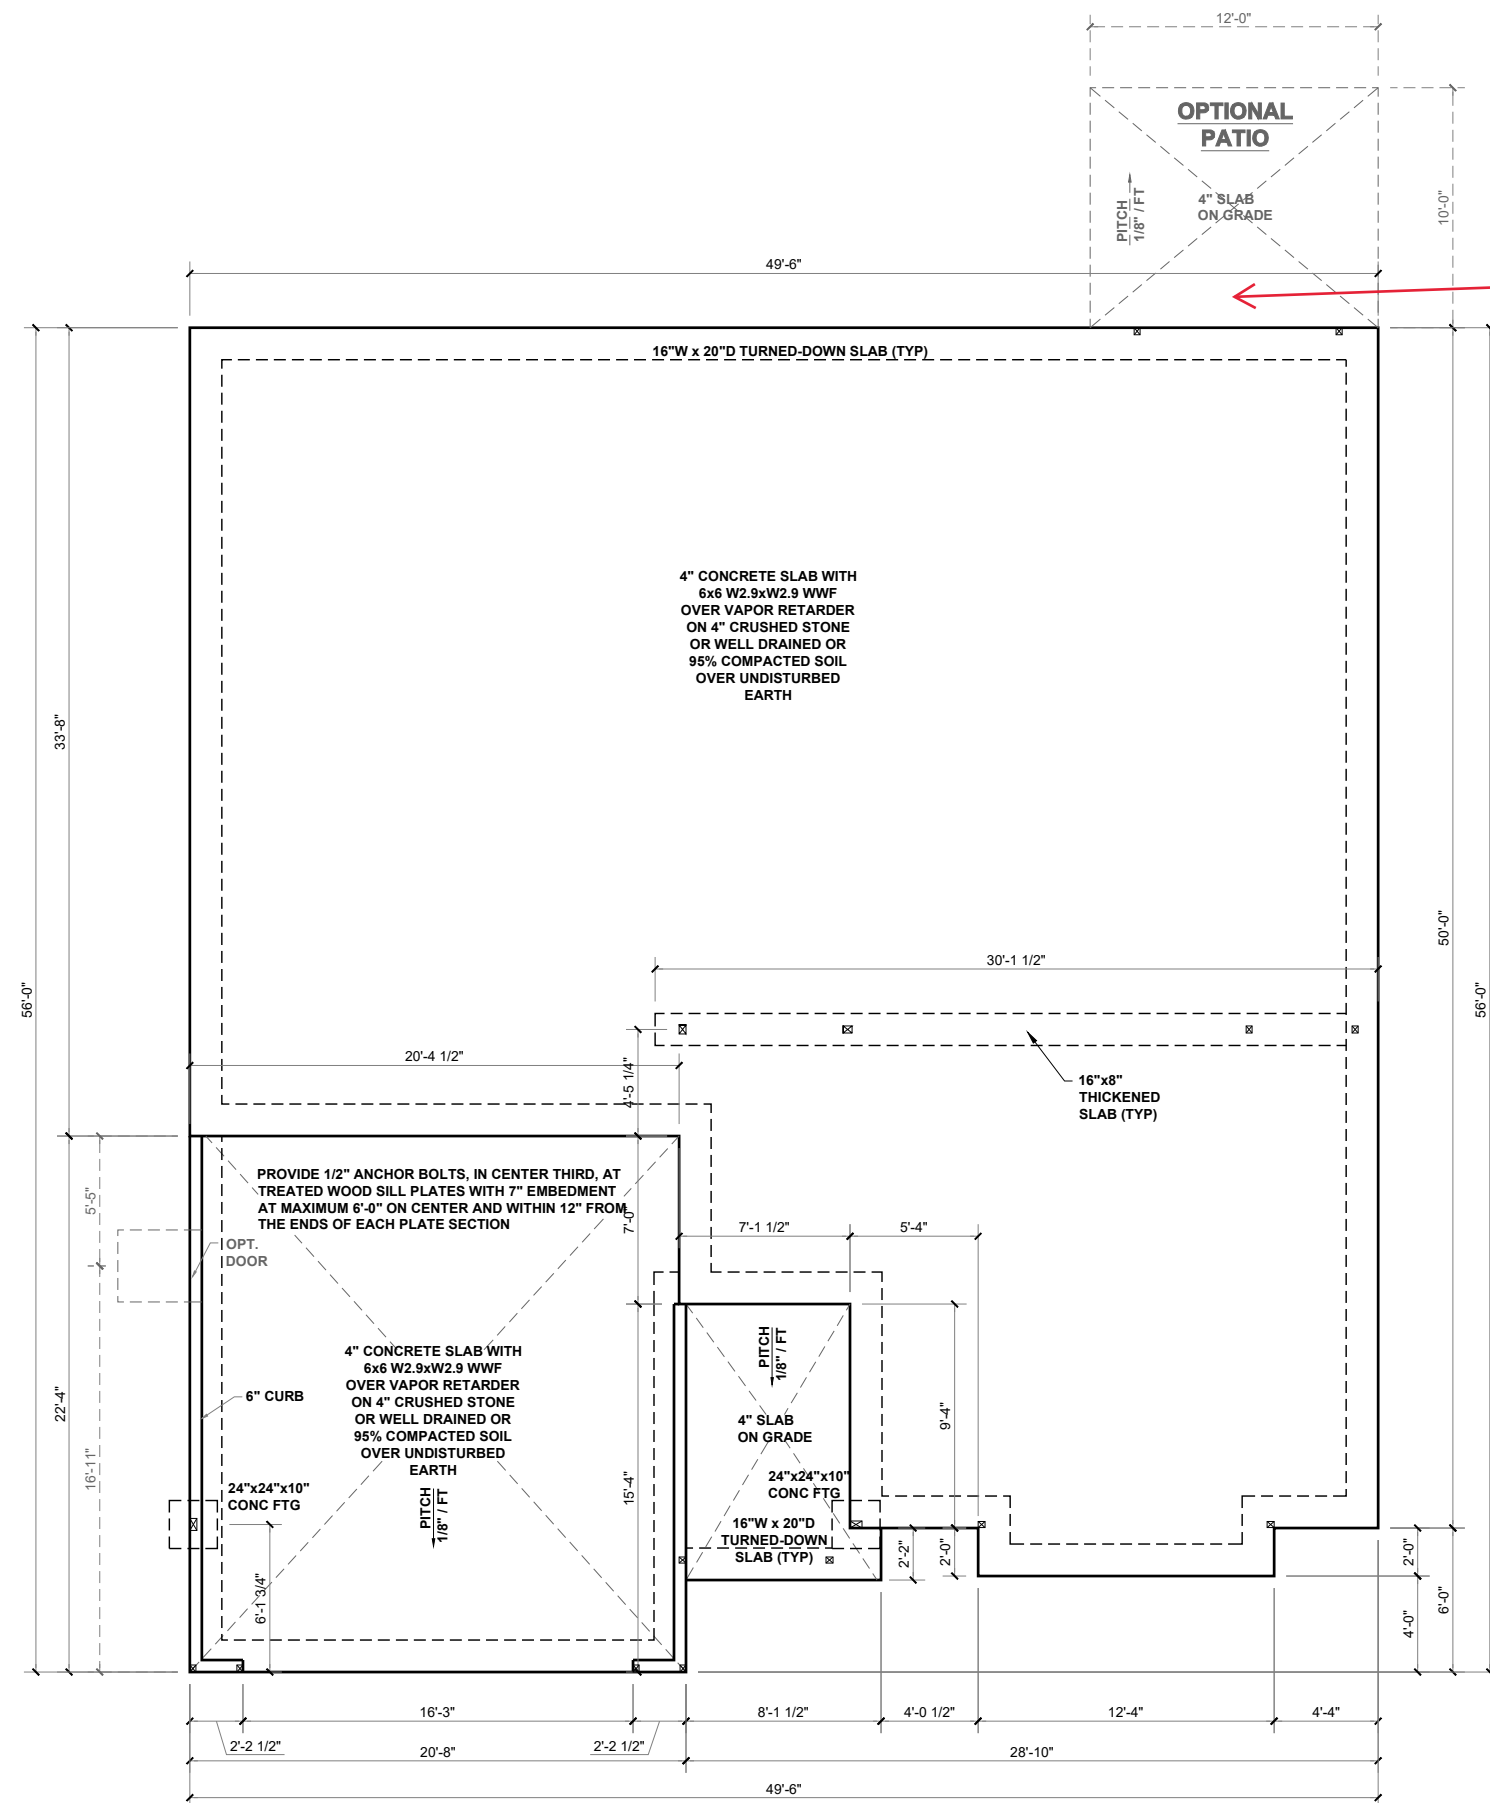 12'-0"
OPTIONAL
PATIO
PITCH
1/8" / FT
4" SLAB
ON GRADE
10'-0"
49'-6"
16"W x 20"D TURNED-DOWN SLAB (TYP)
4" CONCRETE SLAB WITH
6x6 W2.9xW2.9 WWF
OVER VAPOR RETARDER
ON 4" CRUSHED STONE
OR WELL DRAINED OR
95% COMPACTED SOIL
OVER UNDISTURBED
EARTH
33'-8"
56'-0"
50'-0"
56'-0"
30'-1 1/2"
20'-4 1/2"
4'-5 1/4"
16"x8"
THICKENED
SLAB (TYP)
PROVIDE 1/2" ANCHOR BOLTS, IN CENTER THIRD, AT
TREATED WOOD SILL PLATES WITH 7" EMBEDMENT
AT MAXIMUM 6'-0" ON CENTER AND WITHIN 12" FROM
THE ENDS OF EACH PLATE SECTION
5'-5"
7'-0"
7'-1 1/2"
5'-4"
OPT.
DOOR
PITCH
1/8" / FT
4" CONCRETE SLAB WITH
6x6 W2.9xW2.9 WWF
OVER VAPOR RETARDER
ON 4" CRUSHED STONE
OR WELL DRAINED OR
95% COMPACTED SOIL
OVER UNDISTURBED
EARTH
6" CURB
22'-4"
16'-11"
4" SLAB
ON GRADE
9'-4"
24"x24"x10"
CONC FTG
PITCH
1/8" / FT
15'-4"
24"x24"x10"
CONC FTG
16"W x 20"D
TURNED-DOWN
SLAB (TYP)
2'-2"
2'-0"
2'-0"
6'-1 3/4"
4'-0"
6'-0"
16'-3"
8'-1 1/2"
4'-0 1/2"
12'-4"
4'-4"
2'-2 1/2"
20'-8"
2'-2 1/2"
28'-10"
49'-6"